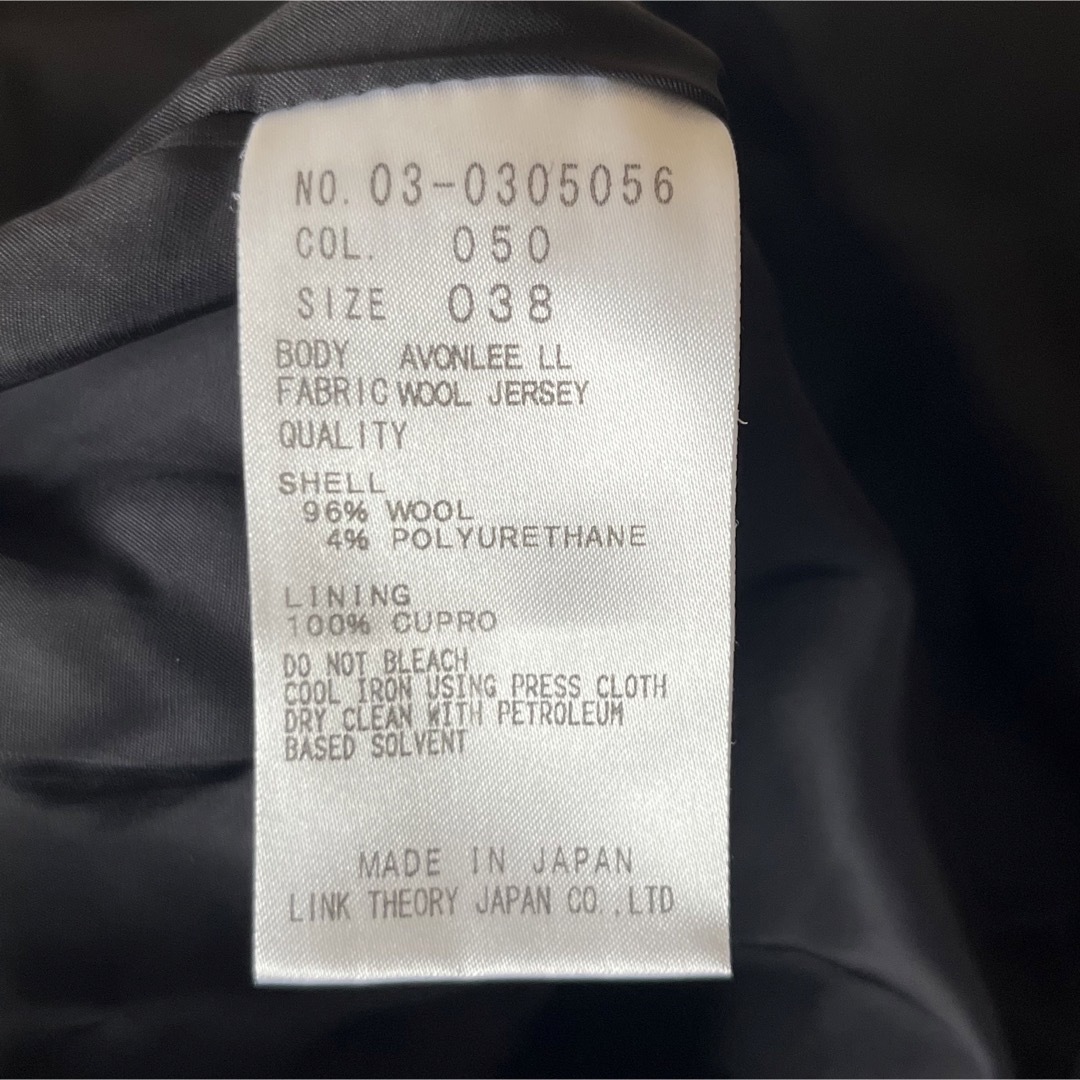 NO. 03-0305056
COL. 050
SIZE 038
BODY AVONLEE LL
FABRIC WOOL JERSEY
QUALITY
SHELL
96% WOOL
4% POLYURETHANE
LINING
100% CUPRO
DO NOT BLEACH
COOL IRON USING PRESS CLOTH
DRY CLEAN WITH PETROLEUM
BASED SOLVENT
MADE IN JAPAN
LINK THEORY JAPAN CO.,LTD